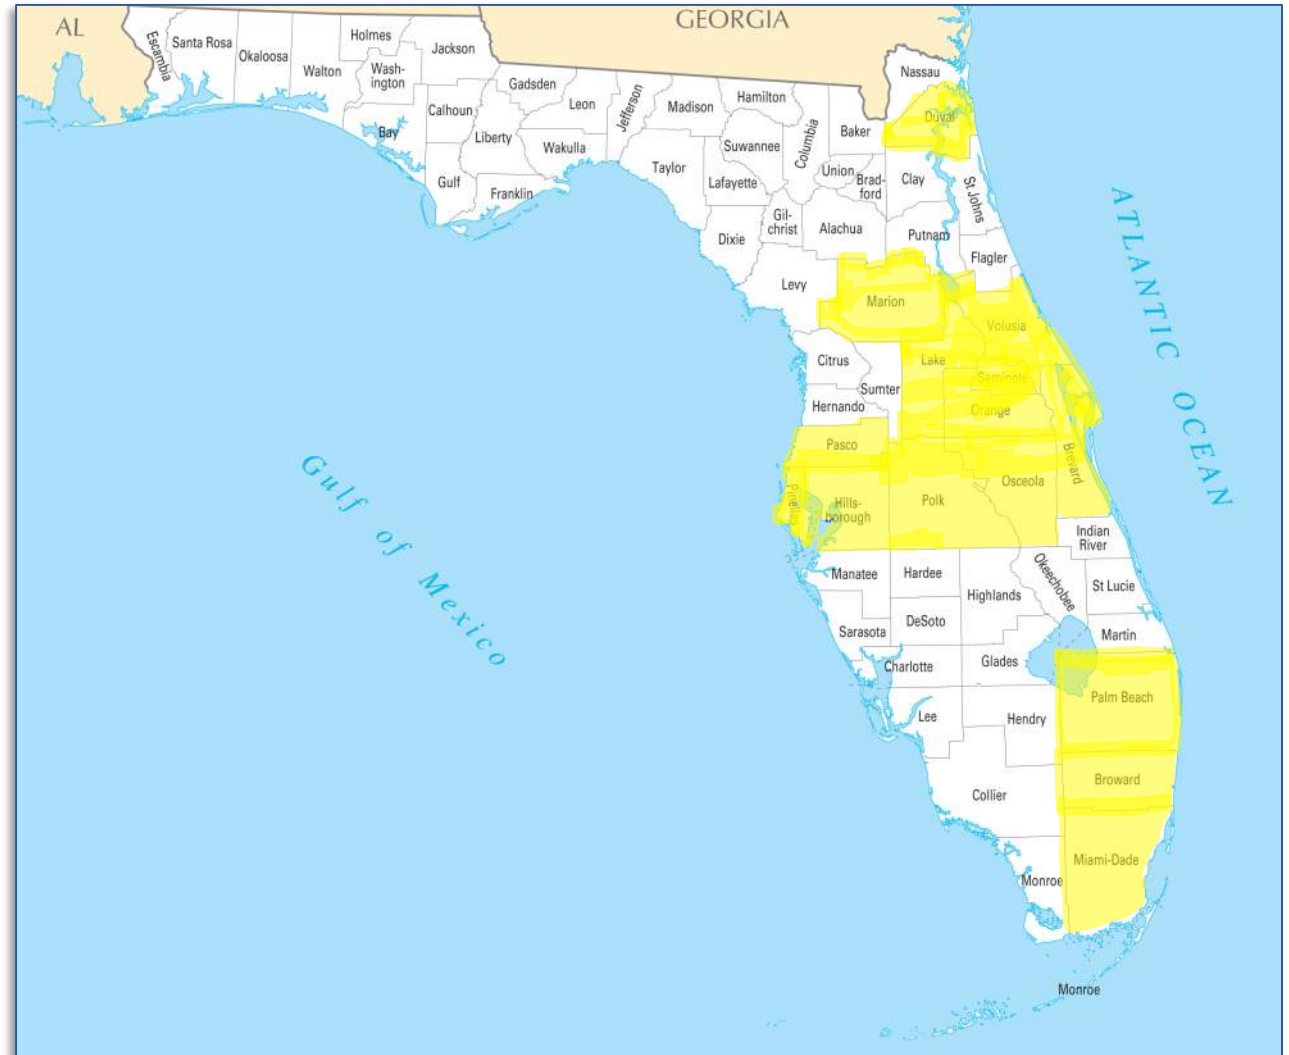 AL
GEORGIA
Escambia
Santa Rosa
Okaloosa
Walton
Holmes
Wash-
ington
Jackson
Bay
Calhoun
Gulf
Liberty
Gadsden
Franklin
Leon
Wakulla
Jefferson
Madison
Taylor
Hamilton
Suwannee
Lafayette
Dixie
Columbia
Gil-
christ
Baker
Union
Brad-
ford
Alachua
Levy
Nassau
Duval
Clay
St Johns
Putnam
Flagler
Marion
Volusia
Citrus
Sumter
Lake
Seminole
Hernando
Orange
Pasco
Brevard
Pinellas
Hills-
borough
Polk
Osceola
Indian
River
Manatee
Hardee
Highlands
Okeechobee
St Lucie
Sarasota
DeSoto
Martin
Charlotte
Glades
Palm Beach
Lee
Hendry
Broward
Collier
Miami-Dade
Monroe
Monroe
Gulf of Mexico
ATLANTIC OCEAN